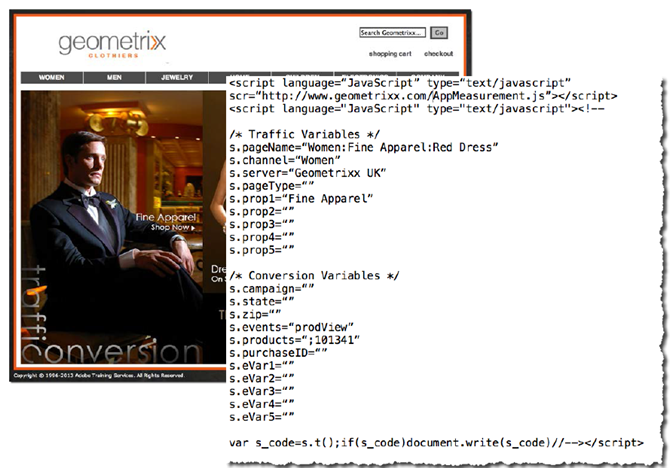 geometrixx
CLOTHIERS
Search Geometrixx...
Go
shopping cart checkout
WOMEN MEN JEWELRY
Fine Apparel
Shop Now
traffic
Conversion
Copyright © 1996-2013 Adobe Training Services. All Rights Reserved.
<script language=“JavaScript” type=“text/javascript”
scr=“http://www.geometrixx.com/AppMeasurement.js”></script>
<script language="JavaScript" type="text/javascript"><!--
/* Traffic Variables */
s.pageName=“Women:Fine Apparel:Red Dress”
s.channel=“Women”
s.server=“Geometrixx UK”
s.pageType=“”
s.prop1=“Fine Apparel”
s.prop2=“”
s.prop3=“”
s.prop4=“”
s.prop5=“”
/* Conversion Variables */
s.campaign=“”
s.state=“”
s.zip=“”
s.events=“prodView”
s.products=“;101341”
s.purchaseID=“”
s.eVar1=“”
s.eVar2=“”
s.eVar3=“”
s.eVar4=“”
s.eVar5=“”
var s_code=s.t();if(s_code)document.write(s_code)//--></script>